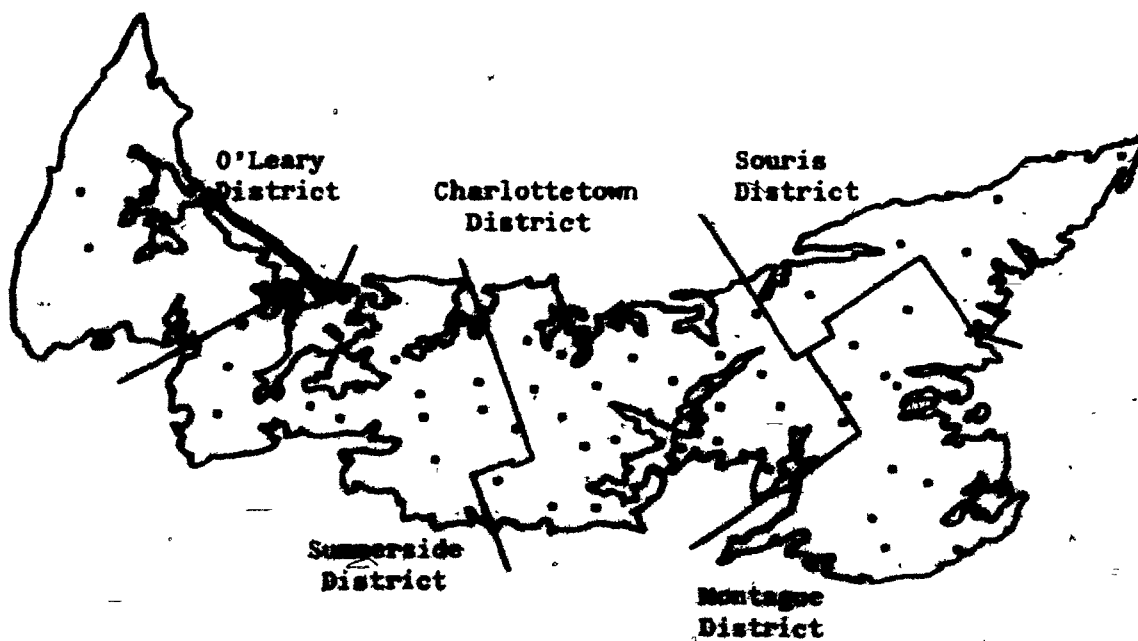 O'Leary
District
Charlottetown
District
Souris
District
Summerside
District
Montague
District